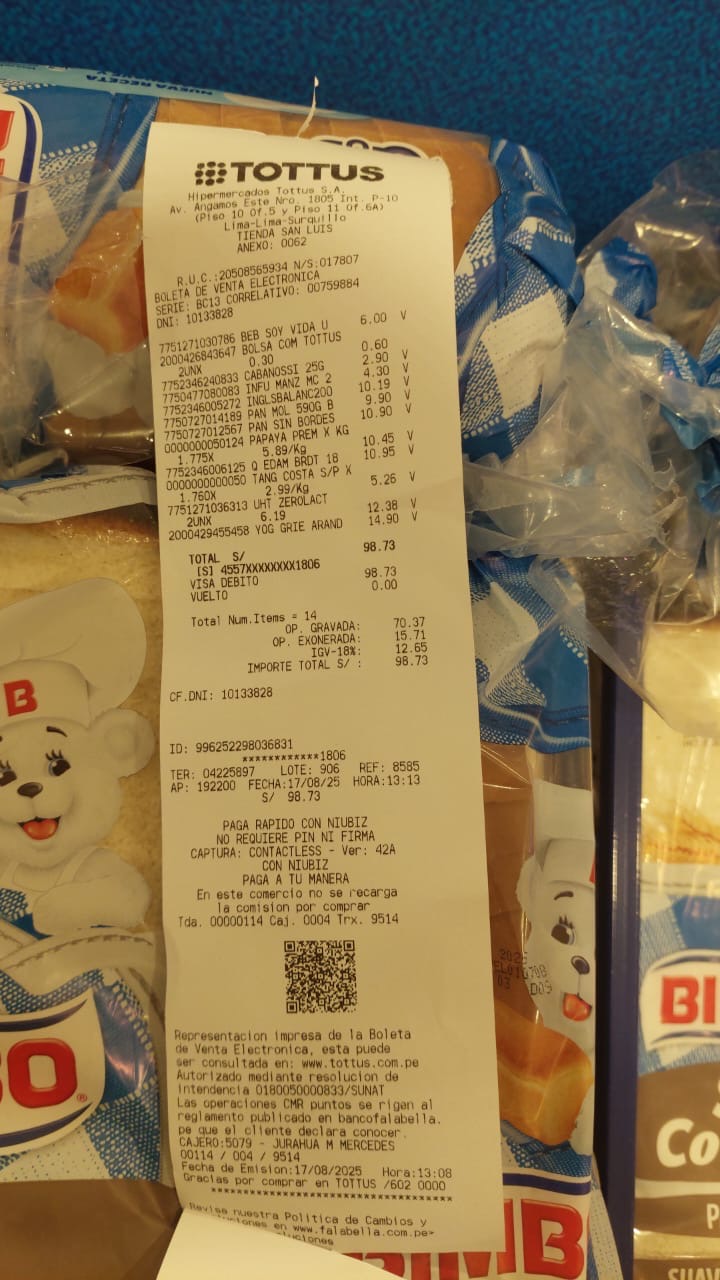 NUEVA RECETA
TOTTUS
Hipermercados Tottus S.A.
Av. Angamos Este Nro. 1805 Int. P-10
(Piso 10 Of.5 y Piso 11 Of.6A)
Lima-Lima-Surquillo
TIENDA SAN LUIS
ANEXO: 0062
R.U.C.:20508565934 N/S:017807
BOLETA DE VENTA ELECTRONICA
SERIE: BC13 CORRELATIVO: 00759884
DNI: 10133828
7751271030786 BEB SOY VIDA U 6.00 V
2000426843647 BOLSA COM TOTTUS
2UNX 0.30 0.60
7752346240833 CABANOSSI 25G 2.90 V
7750477080083 INFU MANZ MC 2 4.30 V
7752346005272 INGLSBALANC200 10.19 V
7750727014189 PAN MOL 590G B 9.90 V
7750727012567 PAN SIN BORDES 10.90 V
0000000050124 PAPAYA PREM X KG
1.775X 5.89/Kg 10.45 V
7752346006125 Q EDAM BRDT 18 10.95 V
0000000000050 TANG COSTA S/P X
1.760X 2.99/Kg 5.26 V
7751271036313 UHT ZEROLACT
2UNX 6.19 12.38 V
2000429455458 YOG GRIE ARAND 14.90 V
TOTAL S/ 98.73
[S] 4557XXXXXXXX1806
VISA DEBITO 98.73
VUELTO 0.00
Total Num.Items = 14
OP. GRAVADA: 70.37
OP. EXONERADA: 15.71
IGV-18%: 12.65
IMPORTE TOTAL S/ : 98.73
CF.DNI: 10133828
ID: 996252298036831
************1806
TER: 04225897 LOTE: 906 REF: 8585
AP: 192200 FECHA:17/08/25 HORA:13:13
S/ 98.73
PAGA RAPIDO CON NIUBIZ
NO REQUIERE PIN NI FIRMA
CAPTURA: CONTACTLESS - Ver: 42A
CON NIUBIZ
PAGA A TU MANERA
En este comercio no se recarga
la comision por comprar
Tda. 00000114 Caj. 0004 Trx. 9514
Representacion impresa de la Boleta
de Venta Electronica, esta puede
ser consultada en: www.tottus.com.pe
Autorizado mediante resolucion de
intendencia 0180050000833/SUNAT
Las operaciones CMR puntos se rigen al
reglamento publicado en bancofalabella.
pe que el cliente declara conocer.
CAJERO:5079 - JURAHUA M MERCEDES
00114 / 004 / 9514
Fecha de Emision:17/08/2025 Hora:13:08
Gracias por comprar en TOTTUS /602 0000
************************************
Revise nuestra Politica de Cambios y
en www.falabella.com.pe>
B
BO
BIMBO
BI
Co
P
SUAV